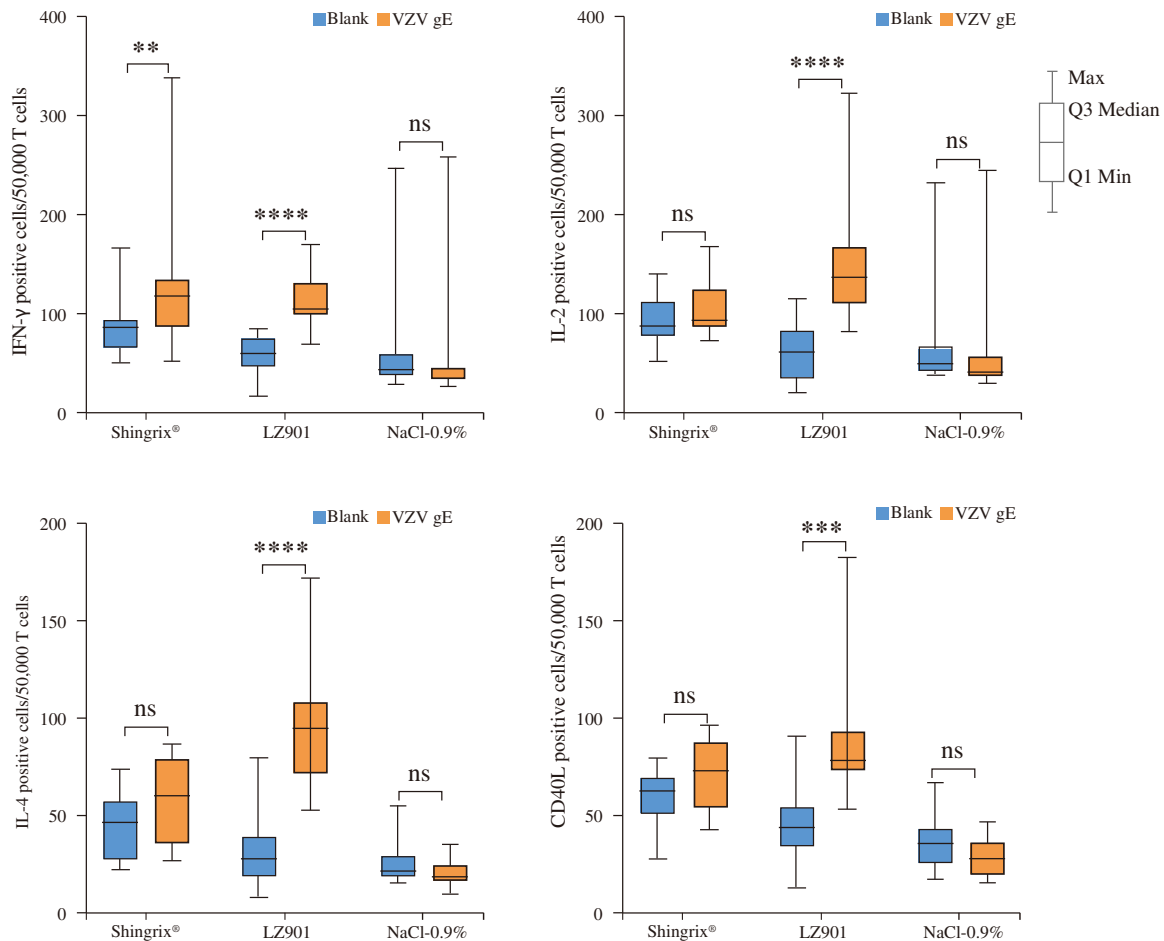 Blank VZV gE
IFN-γ positive cells/50,000 T cells
400
300
200
100
0
**
****
ns
Shingrix® LZ901 NaCl-0.9%
Blank VZV gE
IL-2 positive cells/50,000 T cells
400
300
200
100
0
ns
****
ns
Shingrix® LZ901 NaCl-0.9%
Max
Q3 Median
Q1 Min
Blank VZV gE
IL-4 positive cells/50,000 T cells
200
150
100
50
0
ns
****
ns
Shingrix® LZ901 NaCl-0.9%
Blank VZV gE
CD40L positive cells/50,000 T cells
200
150
100
50
0
ns
***
ns
Shingrix® LZ901 NaCl-0.9%